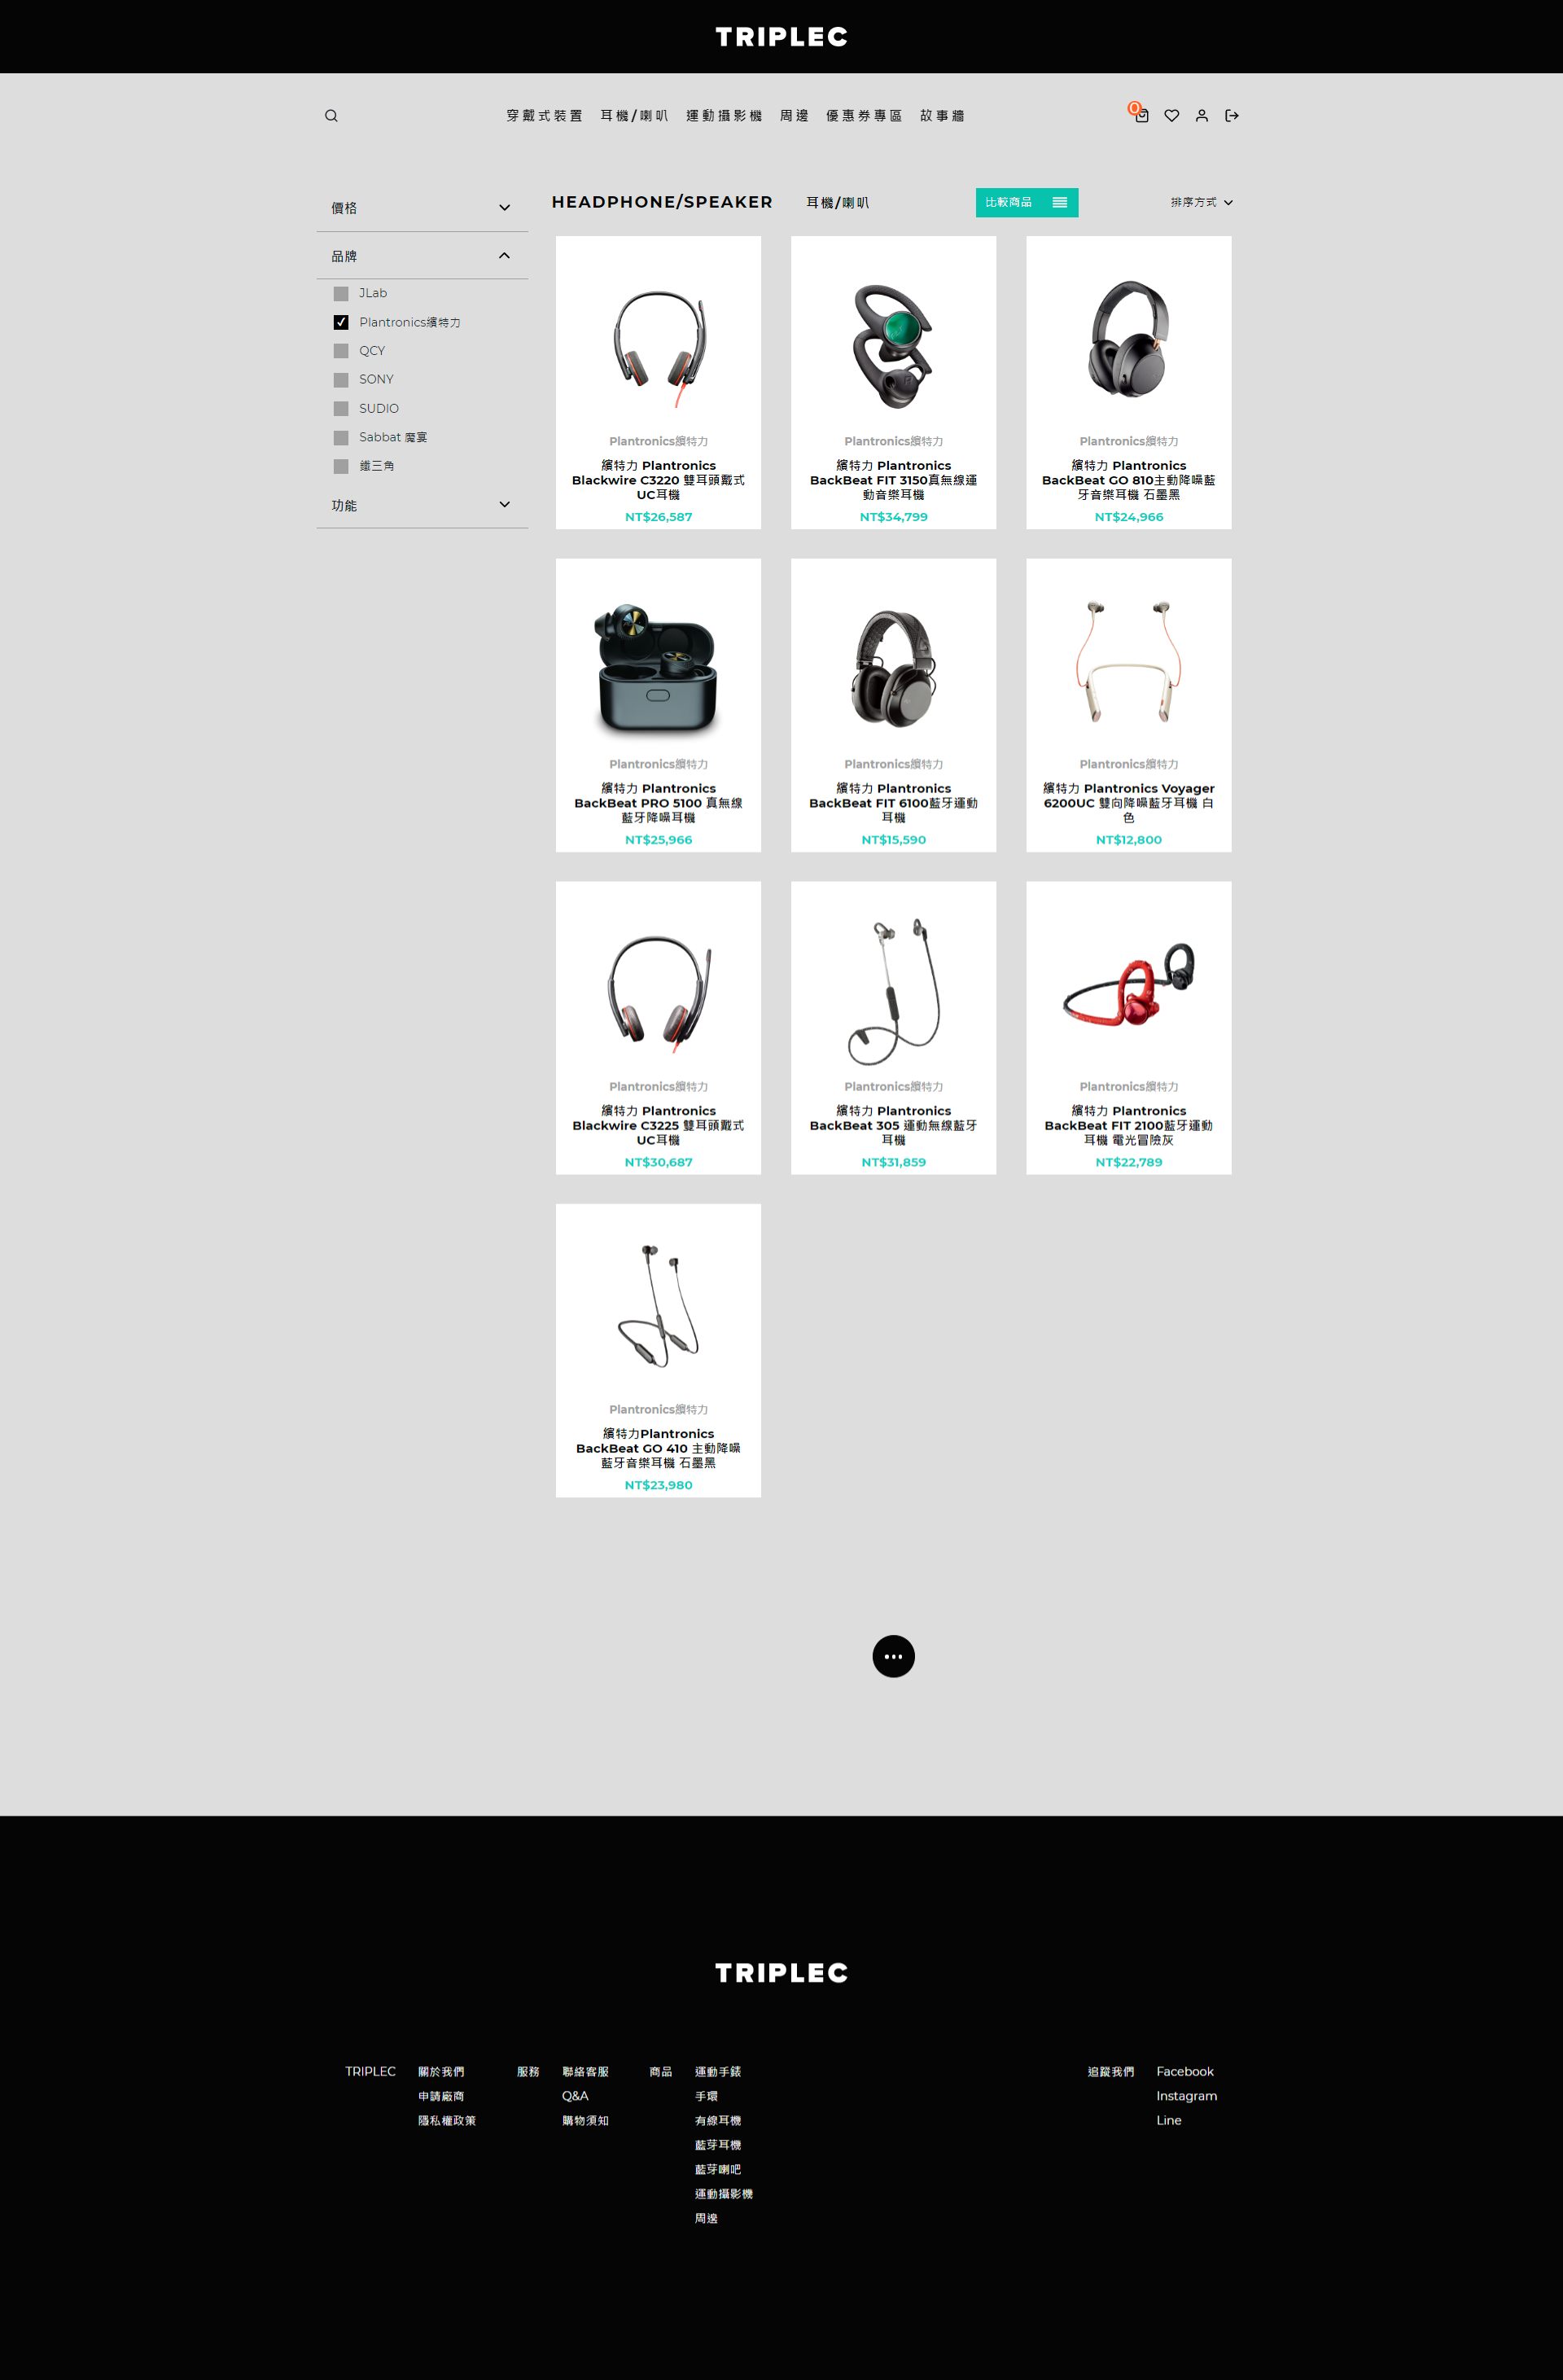 TRIPLEC
穿戴式裝置 耳機/喇叭 運動攝影機 周邊 優惠券專區 故事牆
0
價格
品牌
JLab
Plantronics繽特力
QCY
SONY
SUDIO
Sabbat 魔宴
鐵三角
功能
HEADPHONE/SPEAKER 耳機/喇叭
比較商品
排序方式
Plantronics繽特力
繽特力 Plantronics
Blackwire C3220 雙耳頭戴式
UC耳機
NT$26,587
Plantronics繽特力
繽特力 Plantronics
BackBeat FIT 3150真無線運
動音樂耳機
NT$34,799
Plantronics繽特力
繽特力 Plantronics
BackBeat GO 810主動降噪藍
牙音樂耳機 石墨黑
NT$24,966
Plantronics繽特力
繽特力 Plantronics
BackBeat PRO 5100 真無線
藍牙降噪耳機
NT$25,966
Plantronics繽特力
繽特力 Plantronics
BackBeat FIT 6100藍牙運動
耳機
NT$15,590
Plantronics繽特力
繽特力 Plantronics Voyager
6200UC 雙向降噪藍牙耳機 白
色
NT$12,800
Plantronics繽特力
繽特力 Plantronics
Blackwire C3225 雙耳頭戴式
UC耳機
NT$30,687
Plantronics繽特力
繽特力 Plantronics
BackBeat 305 運動無線藍牙
耳機
NT$31,859
Plantronics繽特力
繽特力 Plantronics
BackBeat FIT 2100藍牙運動
耳機 電光冒險灰
NT$22,789
Plantronics繽特力
繽特力Plantronics
BackBeat GO 410 主動降噪
藍牙音樂耳機 石墨黑
NT$23,980
TRIPLEC
TRIPLEC
關於我們
申請廠商
隱私權政策
服務
聯絡客服
Q&A
購物須知
商品
運動手錶
手環
有線耳機
藍芽耳機
藍芽喇吧
運動攝影機
周邊
追蹤我們
Facebook
Instagram
Line